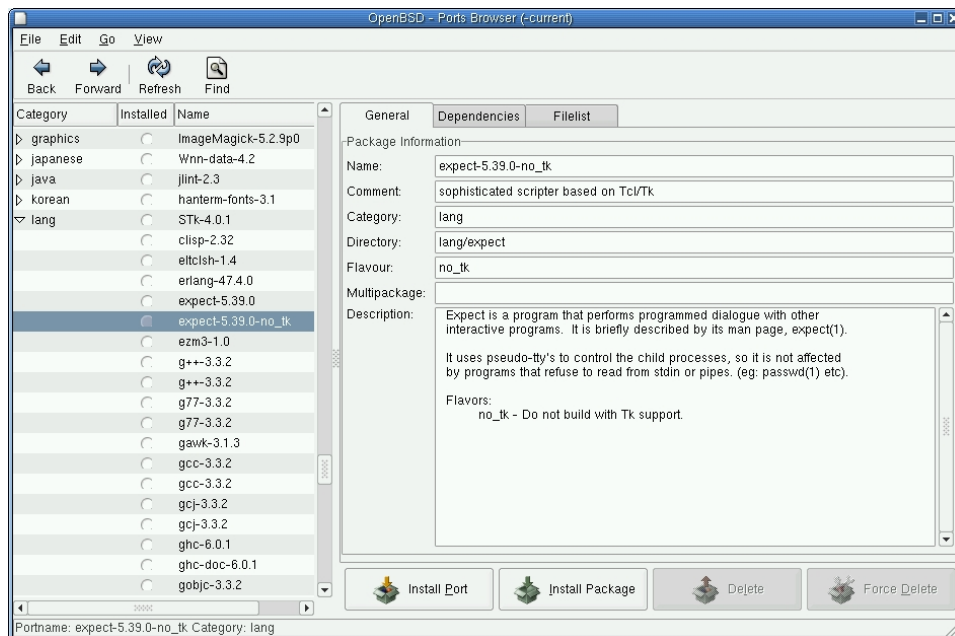 OpenBSD - Ports Browser (-current)
File Edit Go View
Back Forward Refresh Find
Category Installed Name
graphics ImageMagick-5.2.9p0
japanese Wnn-data-4.2
java jlint-2.3
korean hanterm-fonts-3.1
lang STk-4.0.1
clisp-2.32
eltclsh-1.4
erlang-47.4.0
expect-5.39.0
expect-5.39.0-no_tk
ezm3-1.0
g++-3.3.2
g++-3.3.2
g77-3.3.2
g77-3.3.2
gawk-3.1.3
gcc-3.3.2
gcc-3.3.2
gcj-3.3.2
gcj-3.3.2
ghc-6.0.1
ghc-doc-6.0.1
gobjc-3.3.2
General Dependencies Filelist
Package Information
Name: expect-5.39.0-no_tk
Comment: sophisticated scripter based on Tcl/Tk
Category: lang
Directory: lang/expect
Flavour: no_tk
Multipackage:
Description: Expect is a program that performs programmed dialogue with other
interactive programs. It is briefly described by its man page, expect(1).
It uses pseudo-tty's to control the child processes, so it is not affected
by programs that refuse to read from stdin or pipes. (eg: passwd(1) etc).
Flavors:
no_tk - Do not build with Tk support.
Install Port Install Package Delete Force Delete
Portname: expect-5.39.0-no_tk Category: lang